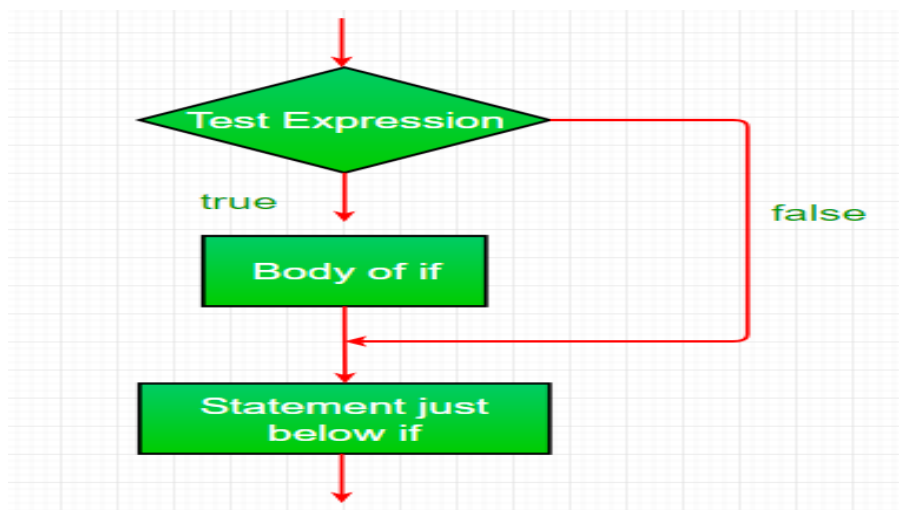 Test Expression
true
false
Body of if
Statement just
below if